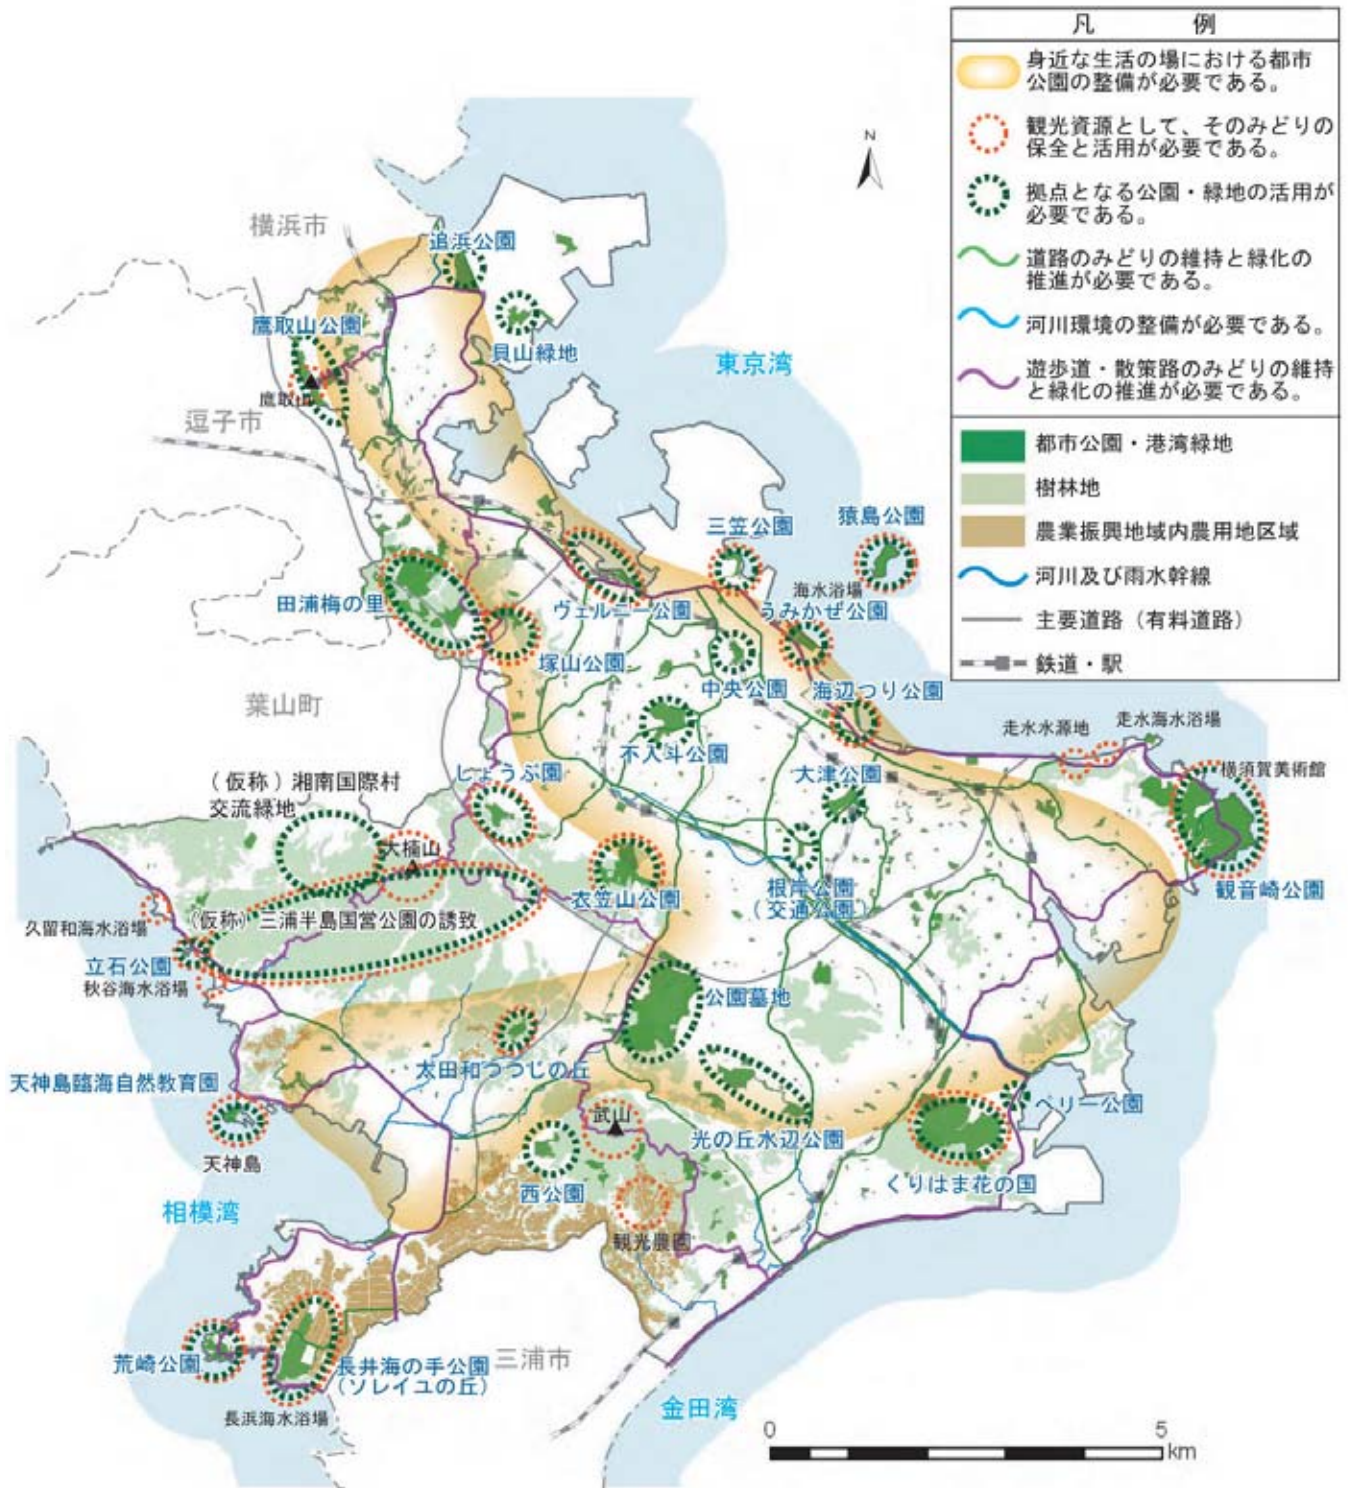 凡 例
身近な生活の場における都市
公園の整備が必要である。
観光資源として、そのみどりの
保全と活用が必要である。
拠点となる公園・緑地の活用が
必要である。
道路のみどりの維持と緑化の
推進が必要である。
河川環境の整備が必要である。
遊歩道・散策路のみどりの維持
と緑化の推進が必要である。
都市公園・港湾緑地
樹林地
農業振興地域内農用地区域
河川及び雨水幹線
主要道路（有料道路）
鉄道・駅
N
横浜市
追浜公園
鷹取山公園
貝山緑地
東京湾
鷹取山
逗子市
三笠公園
猿島公園
海水浴場
田浦梅の里
ヴェルニー公園
うみかぜ公園
塚山公園
中央公園
海辺つり公園
葉山町
走水水源地
走水海水浴場
不入斗公園
しょうぶ園
大津公園
横須賀美術館
（仮称）湘南国際村
交流緑地
大楠山
衣笠山公園
根岸公園
（交通公園）
観音崎公園
（仮称）三浦半島国営公園の誘致
久留和海水浴場
立石公園
秋谷海水浴場
公園墓地
太田和つつじの丘
天神島臨海自然教育園
武山
ペリー公園
光の丘水辺公園
天神島
西公園
くりはま花の国
相模湾
観光農園
荒崎公園
長井海の手公園
（ソレイユの丘）
三浦市
長浜海水浴場
金田湾
0 5
km